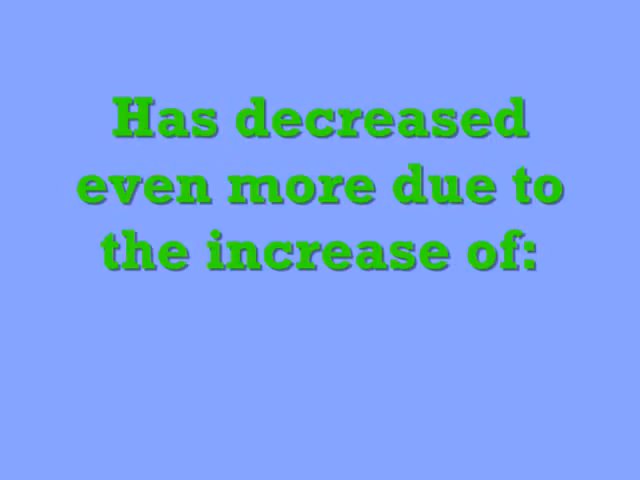 Has decreased
even more due to
the increase of: